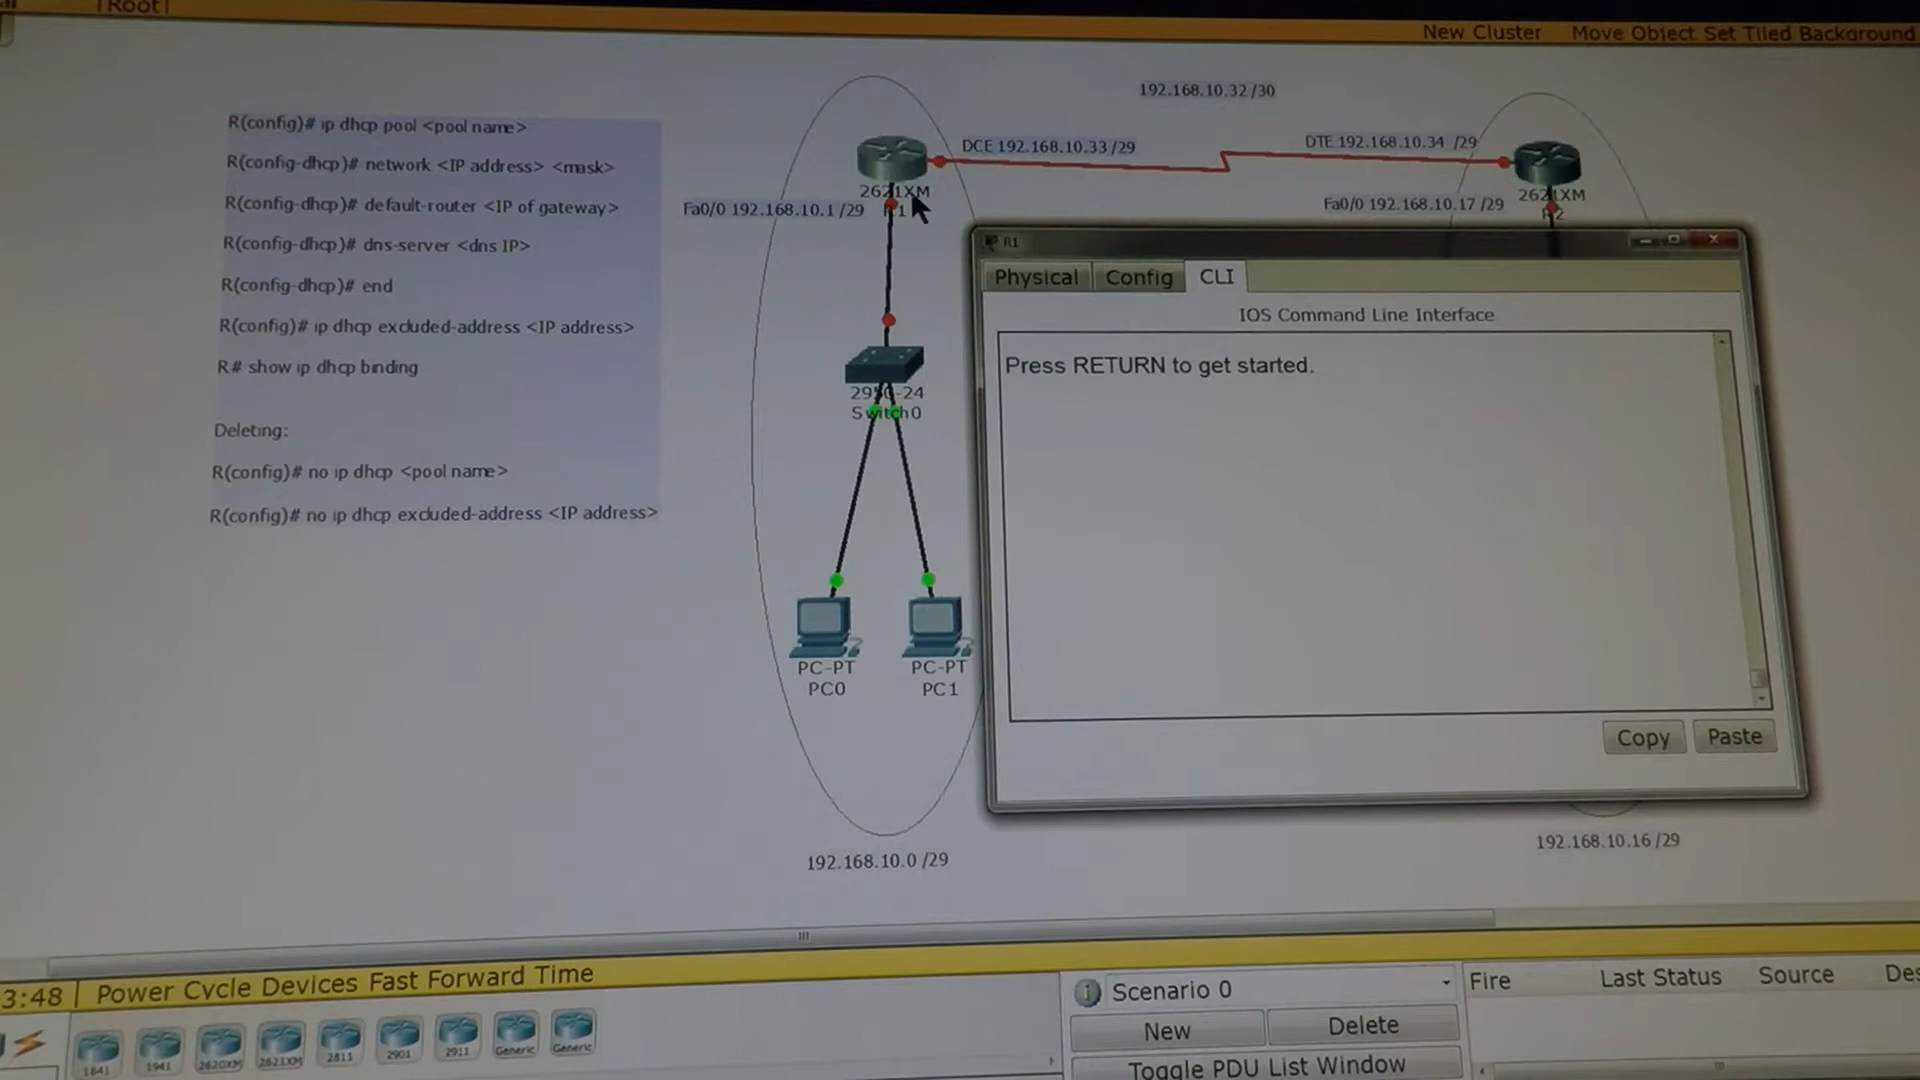 [Root]
New Cluster
Move Object
Set Tiled Background
192.168.10.32 /30
R(config)# ip dhcp pool <pool name>
R(config-dhcp)# network <IP address> <mask>
R(config-dhcp)# default-router <IP of gateway>
R(config-dhcp)# dns-server <dns IP>
R(config-dhcp)# end
R(config)# ip dhcp excluded-address <IP address>
R# show ip dhcp binding
Deleting:
R(config)# no ip dhcp <pool name>
R(config)# no ip dhcp excluded-address <IP address>
DCE 192.168.10.33 /29
DTE 192.168.10.34 /29
2621XM
R1
Fa0/0 192.168.10.1 /29
2621XM
R2
Fa0/0 192.168.10.17 /29
2950-24
Switch0
PC-PT
PC0
PC-PT
PC1
192.168.10.0 /29
192.168.10.16 /29
R1
Physical
Config
CLI
IOS Command Line Interface
Press RETURN to get started.
Copy
Paste
3:48
Power Cycle Devices
Fast Forward Time
1841
1941
2620XM
2621XM
2811
2901
2911
Generic
Generic
Scenario 0
New
Delete
Toggle PDU List Window
Fire
Last Status
Source